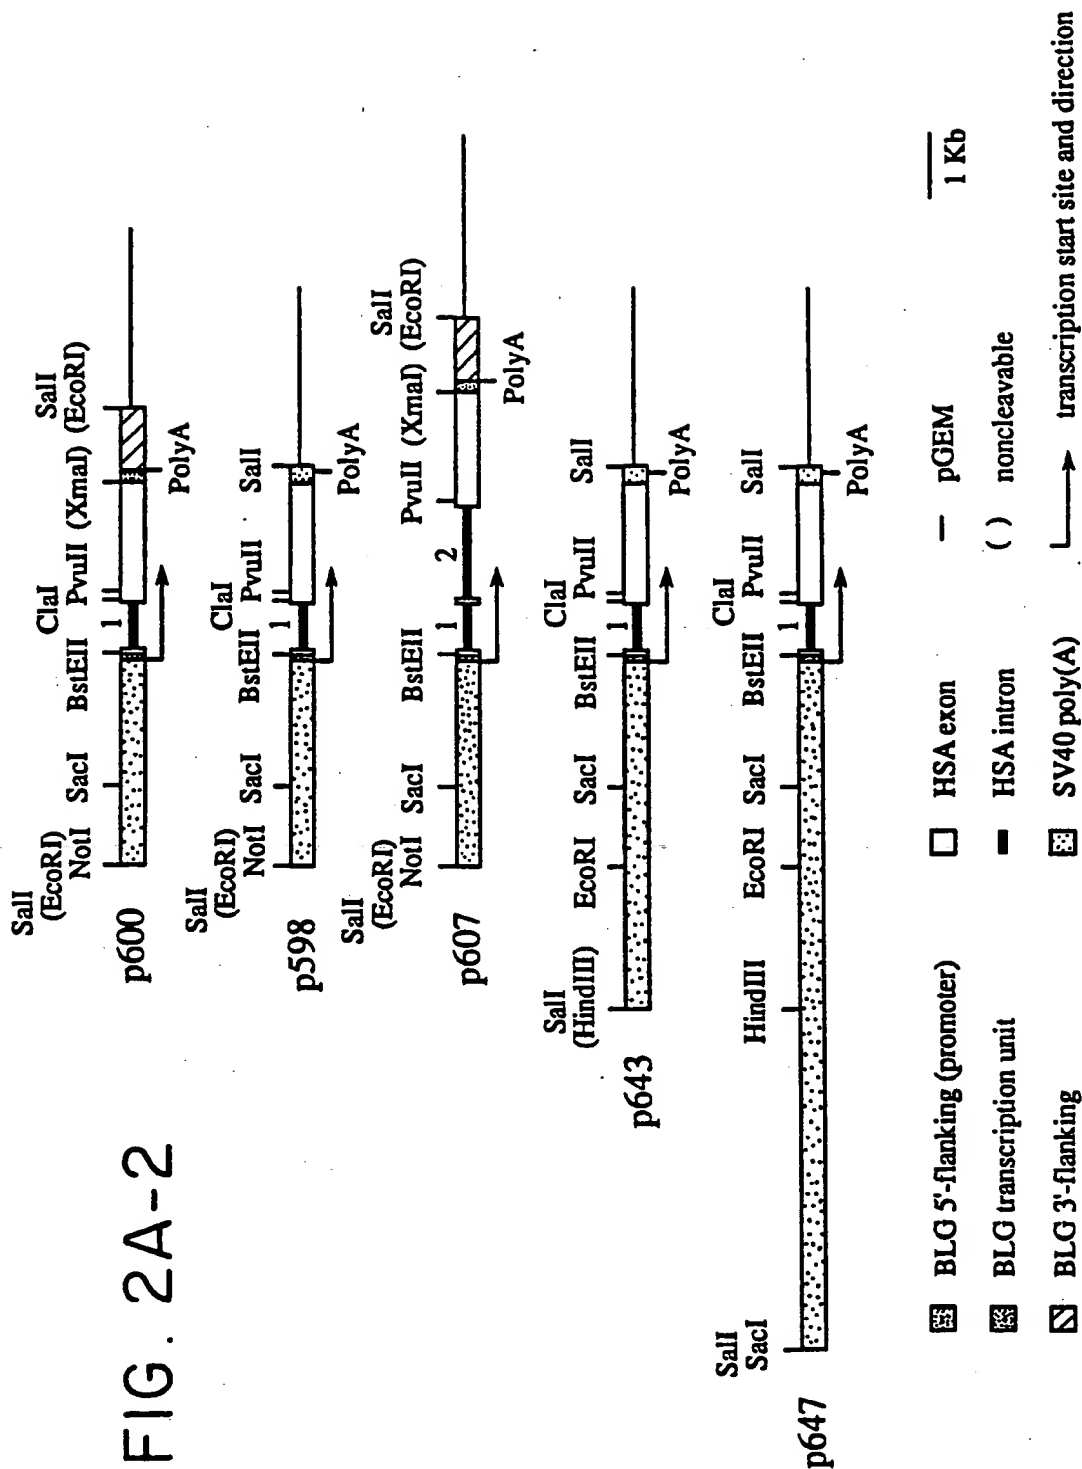 FIG. 2A-2
SalI
(EcoRI)
NotI SacI BstEII ClaI PvuII (XmaI) SalI (EcoRI)
1
p600
PolyA
SalI
(EcoRI)
NotI SacI BstEII ClaI PvuII SalI
1
p598
PolyA
SalI
(EcoRI)
NotI SacI BstEII PvuII (XmaI) SalI (EcoRI)
1 2
p607
PolyA
SalI
(HindIII) EcoRI SacI BstEII ClaI PvuII SalI
1
p643
PolyA
SalI
SacI HindIII EcoRI SacI BstEII ClaI PvuII SalI
1
p647
PolyA
BLG 5'-flanking (promoter)
BLG transcription unit
BLG 3'-flanking
HSA exon
HSA intron
SV40 poly(A)
pGEM
( ) noncleavable
transcription start site and direction
1 Kb